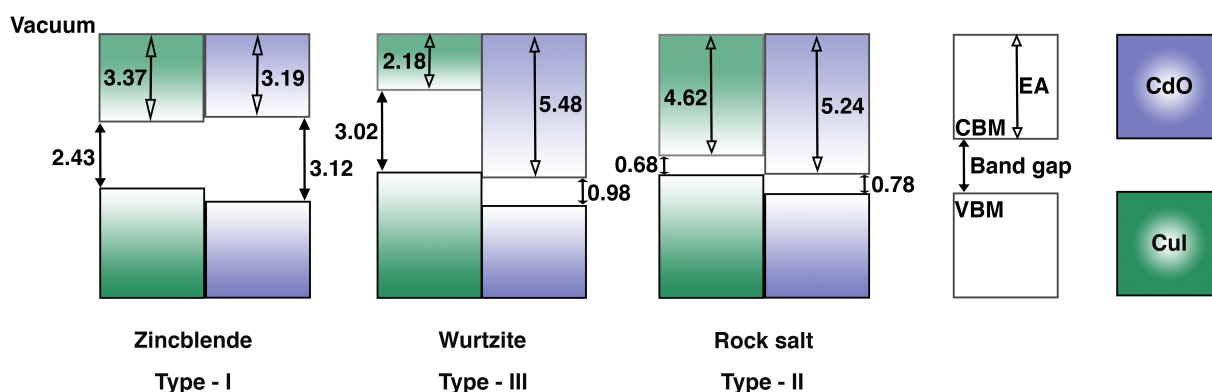 Vacuum
3.37
3.19
2.43
3.12
Zincblende
Type - I
2.18
5.48
3.02
0.98
Wurtzite
Type - III
4.62
5.24
0.68
0.78
Rock salt
Type - II
EA
CBM
Band gap
VBM
CdO
CuI